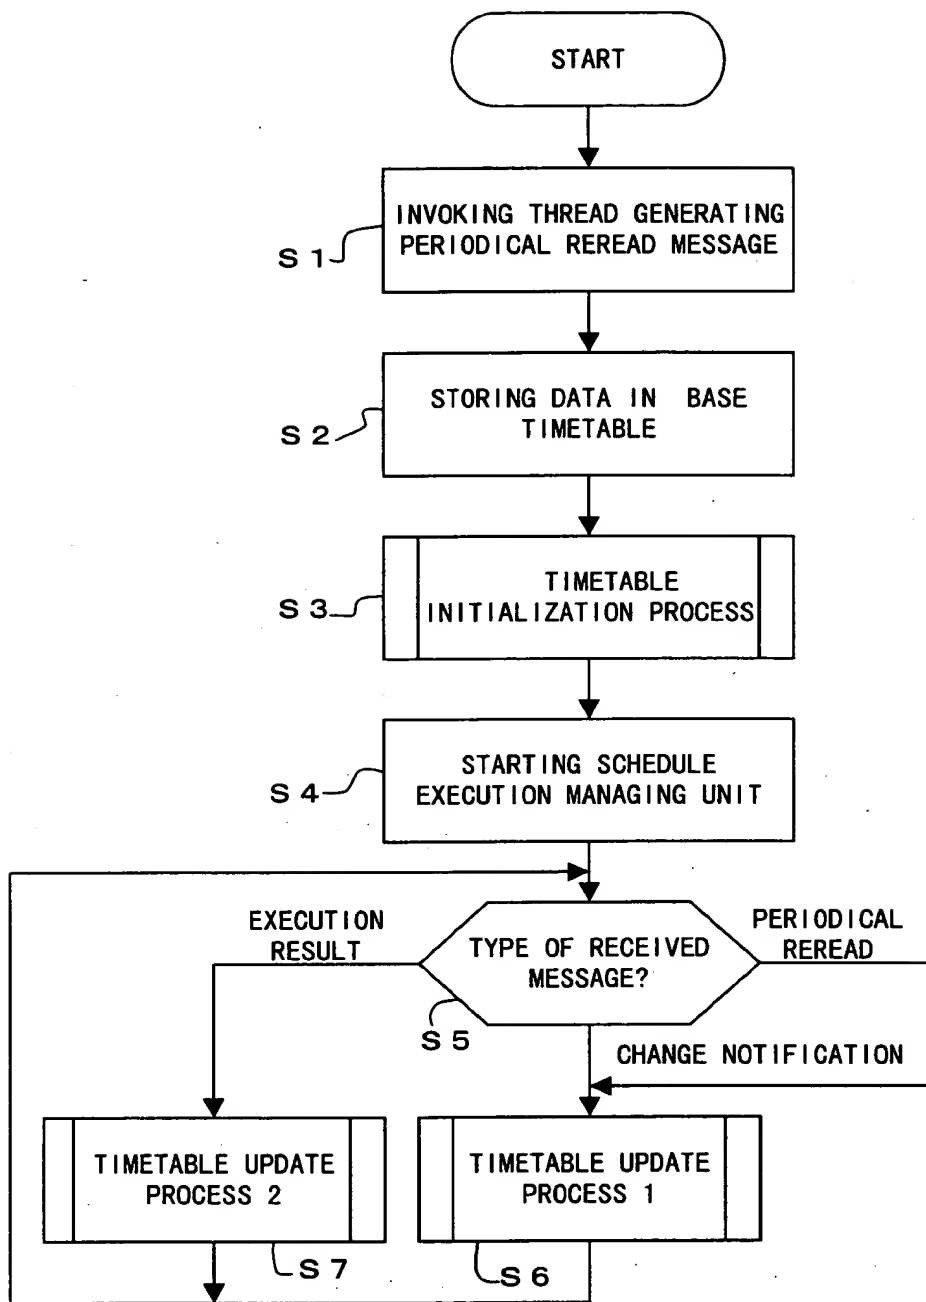 START
INVOKING THREAD GENERATING
PERIODICAL REREAD MESSAGE
S 1
STORING DATA IN BASE
TIMETABLE
S 2
TIMETABLE
INITIALIZATION PROCESS
S 3
STARTING SCHEDULE
EXECUTION MANAGING UNIT
S 4
EXECUTION
RESULT
TYPE OF RECEIVED
MESSAGE?
PERIODICAL
REREAD
S 5
CHANGE NOTIFICATION
TIMETABLE UPDATE
PROCESS 2
TIMETABLE UPDATE
PROCESS 1
S 7
S 6